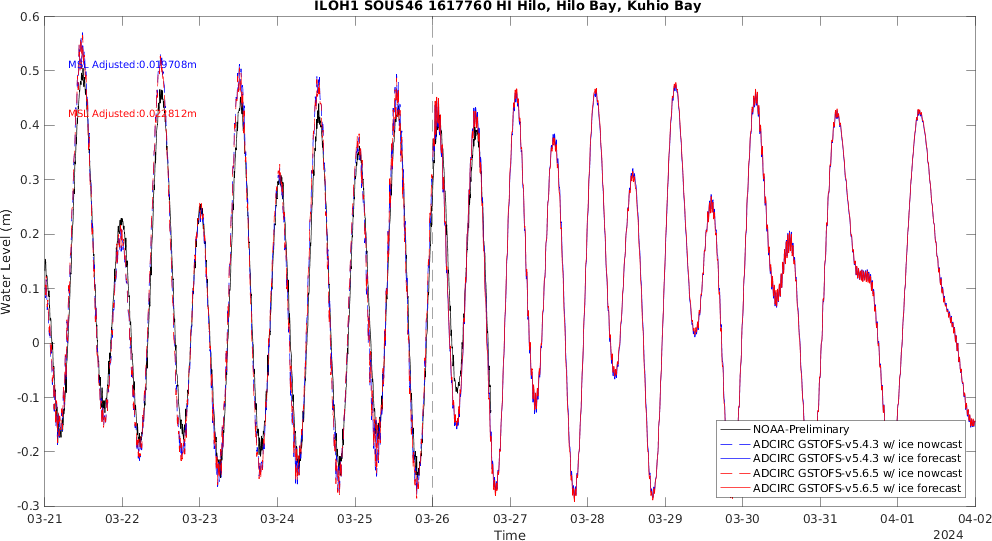 ILOH1 SOUS46 1617760 HI Hilo, Hilo Bay, Kuhio Bay
0.6
0.5
0.4
0.3
0.2
0.1
0
-0.1
-0.2
-0.3
Water Level (m)
MSL Adjusted:0.019708m
MSL Adjusted:0.022812m
NOAA-Preliminary
ADCIRC GSTOFS-v5.4.3 w/ ice nowcast
ADCIRC GSTOFS-v5.4.3 w/ ice forecast
ADCIRC GSTOFS-v5.6.5 w/ ice nowcast
ADCIRC GSTOFS-v5.6.5 w/ ice forecast
03-21 03-22 03-23 03-24 03-25 03-26 03-27 03-28 03-29 03-30 03-31 04-01 04-02
Time
2024